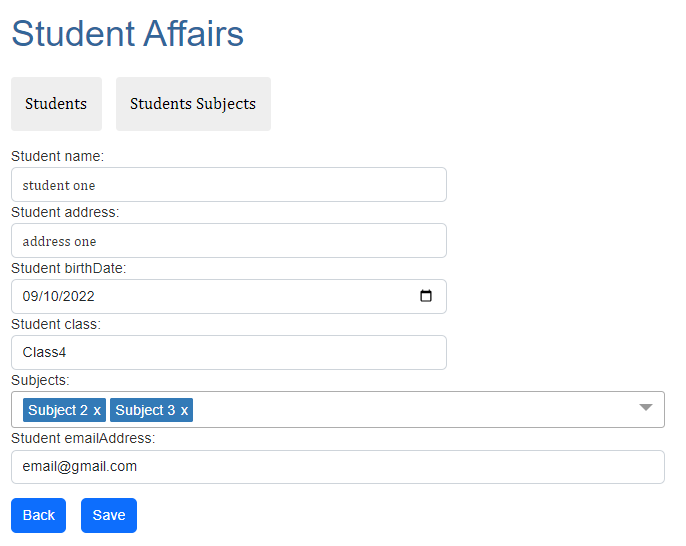 Student Affairs
Students Students Subjects
Student name:
student one
Student address:
address one
Student birthDate:
09/10/2022
Student class:
Class4
Subjects:
Subject 2 x Subject 3 x
Student emailAddress:
email@gmail.com
Back Save